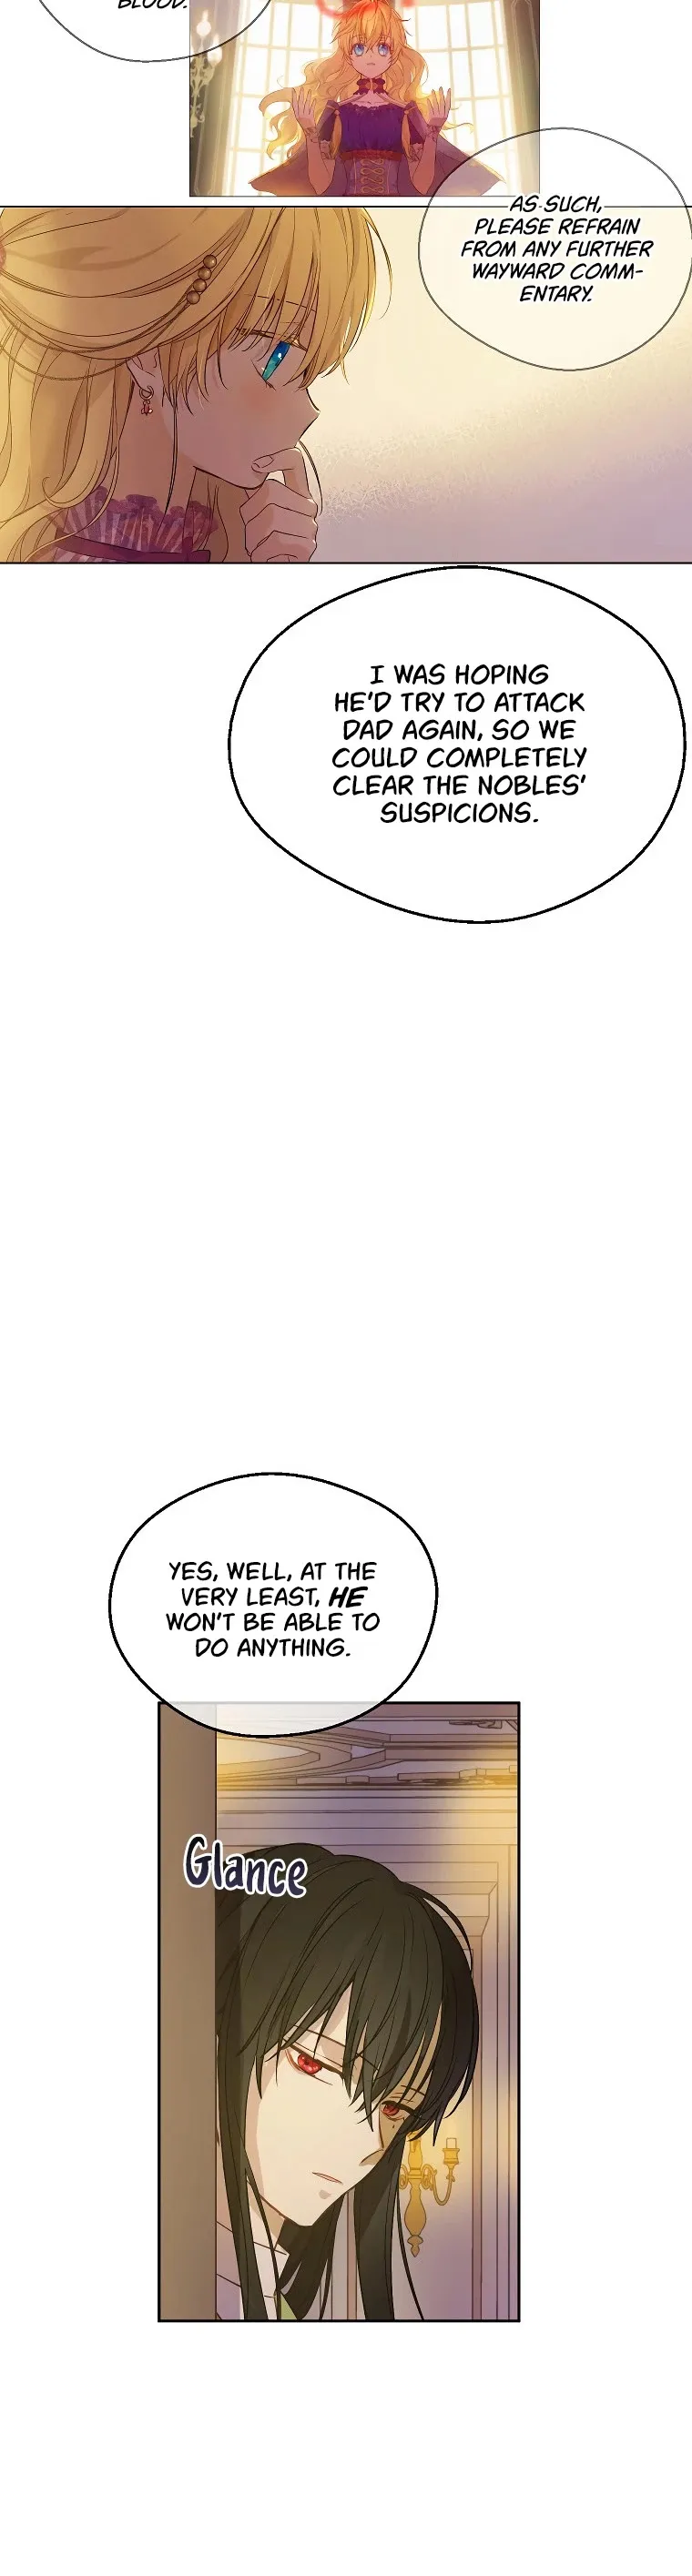 BLOOD.
AS SUCH,
PLEASE REFRAIN
FROM ANY FURTHER
WAYWARD COMM-
ENTARY.
I WAS HOPING
HE'D TRY TO ATTACK
DAD AGAIN, SO WE
COULD COMPLETELY
CLEAR THE NOBLES'
SUSPICIONS.
YES, WELL, AT THE
VERY LEAST, HE
WON'T BE ABLE TO
DO ANYTHING.
Glance